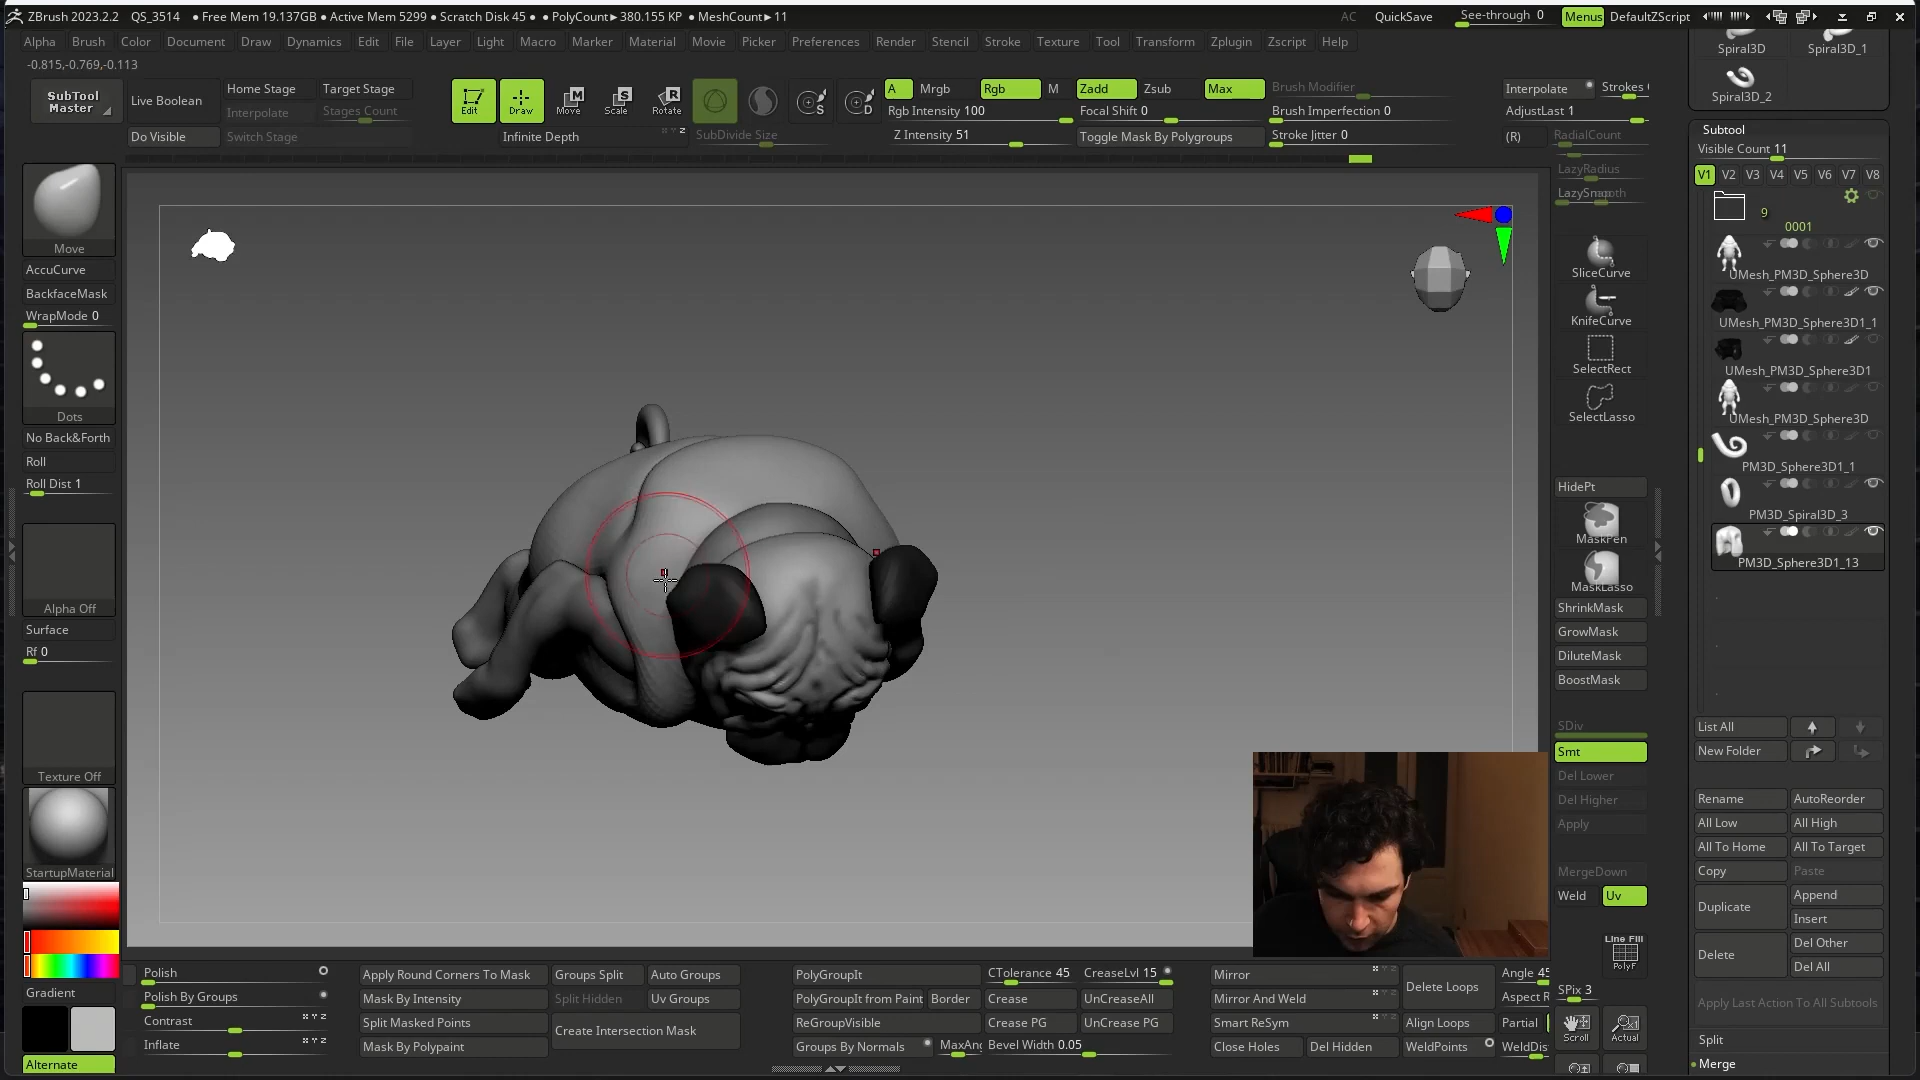 ZBrush 2023.2.2 QS_3514 • Free Mem 19.137GB • Active Mem 5299 • Scratch Disk 45 • • PolyCount► 380.155 KP • MeshCount► 11 AC QuickSave See-through 0 Menus DefaultZScript
Alpha Brush Color Document Draw Dynamics Edit File Layer Light Macro Marker Material Movie Picker Preferences Render Stencil Stroke Texture Tool Transform Zplugin Zscript Help
-0.815,-0.769,-0.113
SubTool Master
Live Boolean
Do Visible
Home Stage
Target Stage
Interpolate
Stages Count
Switch Stage
Edit
Draw
Move
Scale
Rotate
Infinite Depth
SubDivide Size
A Mrgb Rgb M Zadd Zsub Max Brush Modifier
Rgb Intensity 100
Focal Shift 0
Brush Imperfection 0
Z Intensity 51
Toggle Mask By Polygroups
Stroke Jitter 0
Interpolate
Strokes
AdjustLast 1
(R)
RadialCount
LazyRadius
LazySnap
Move
AccuCurve
BackfaceMask
WrapMode 0
Dots
No Back&Forth
Roll
Roll Dist 1
Alpha Off
Surface
Rf 0
Texture Off
StartupMaterial
Gradient
Alternate
SliceCurve
KnifeCurve
SelectRect
SelectLasso
HidePt
MaskPen
MaskLasso
ShrinkMask
GrowMask
DiluteMask
BoostMask
SDiv
Smt
Del Lower
Del Higher
Apply
MergeDown
Weld
Uv
Line Fill
PolyF
SPix 3
Scroll
Actual
Spiral3D
Spiral3D_1
Spiral3D_2
Subtool
Visible Count 11
V1 V2 V3 V4 V5 V6 V7 V8
9
0001
UMesh_PM3D_Sphere3D
UMesh_PM3D_Sphere3D1_1
UMesh_PM3D_Sphere3D1
UMesh_PM3D_Sphere3D
PM3D_Sphere3D1_1
PM3D_Spiral3D_3
PM3D_Sphere3D1_13
List All
New Folder
Rename
AutoReorder
All Low
All High
All To Home
All To Target
Copy
Paste
Duplicate
Append
Insert
Delete
Del Other
Del All
Apply Last Action To All Subtools
Split
Merge
Polish
Polish By Groups
Contrast
Inflate
Apply Round Corners To Mask
Mask By Intensity
Split Masked Points
Mask By Polypaint
Groups Split
Auto Groups
Split Hidden
Uv Groups
Create Intersection Mask
PolyGroupIt
PolyGroupIt from Paint
Border
ReGroupVisible
Groups By Normals
CTolerance 45
CreaseLvl 15
Crease
UnCreaseAll
Crease PG
UnCrease PG
Bevel Width 0.05
Mirror
Mirror And Weld
Smart ReSym
Close Holes
Del Hidden
Delete Loops
Align Loops
WeldPoints
Angle 45
Partial